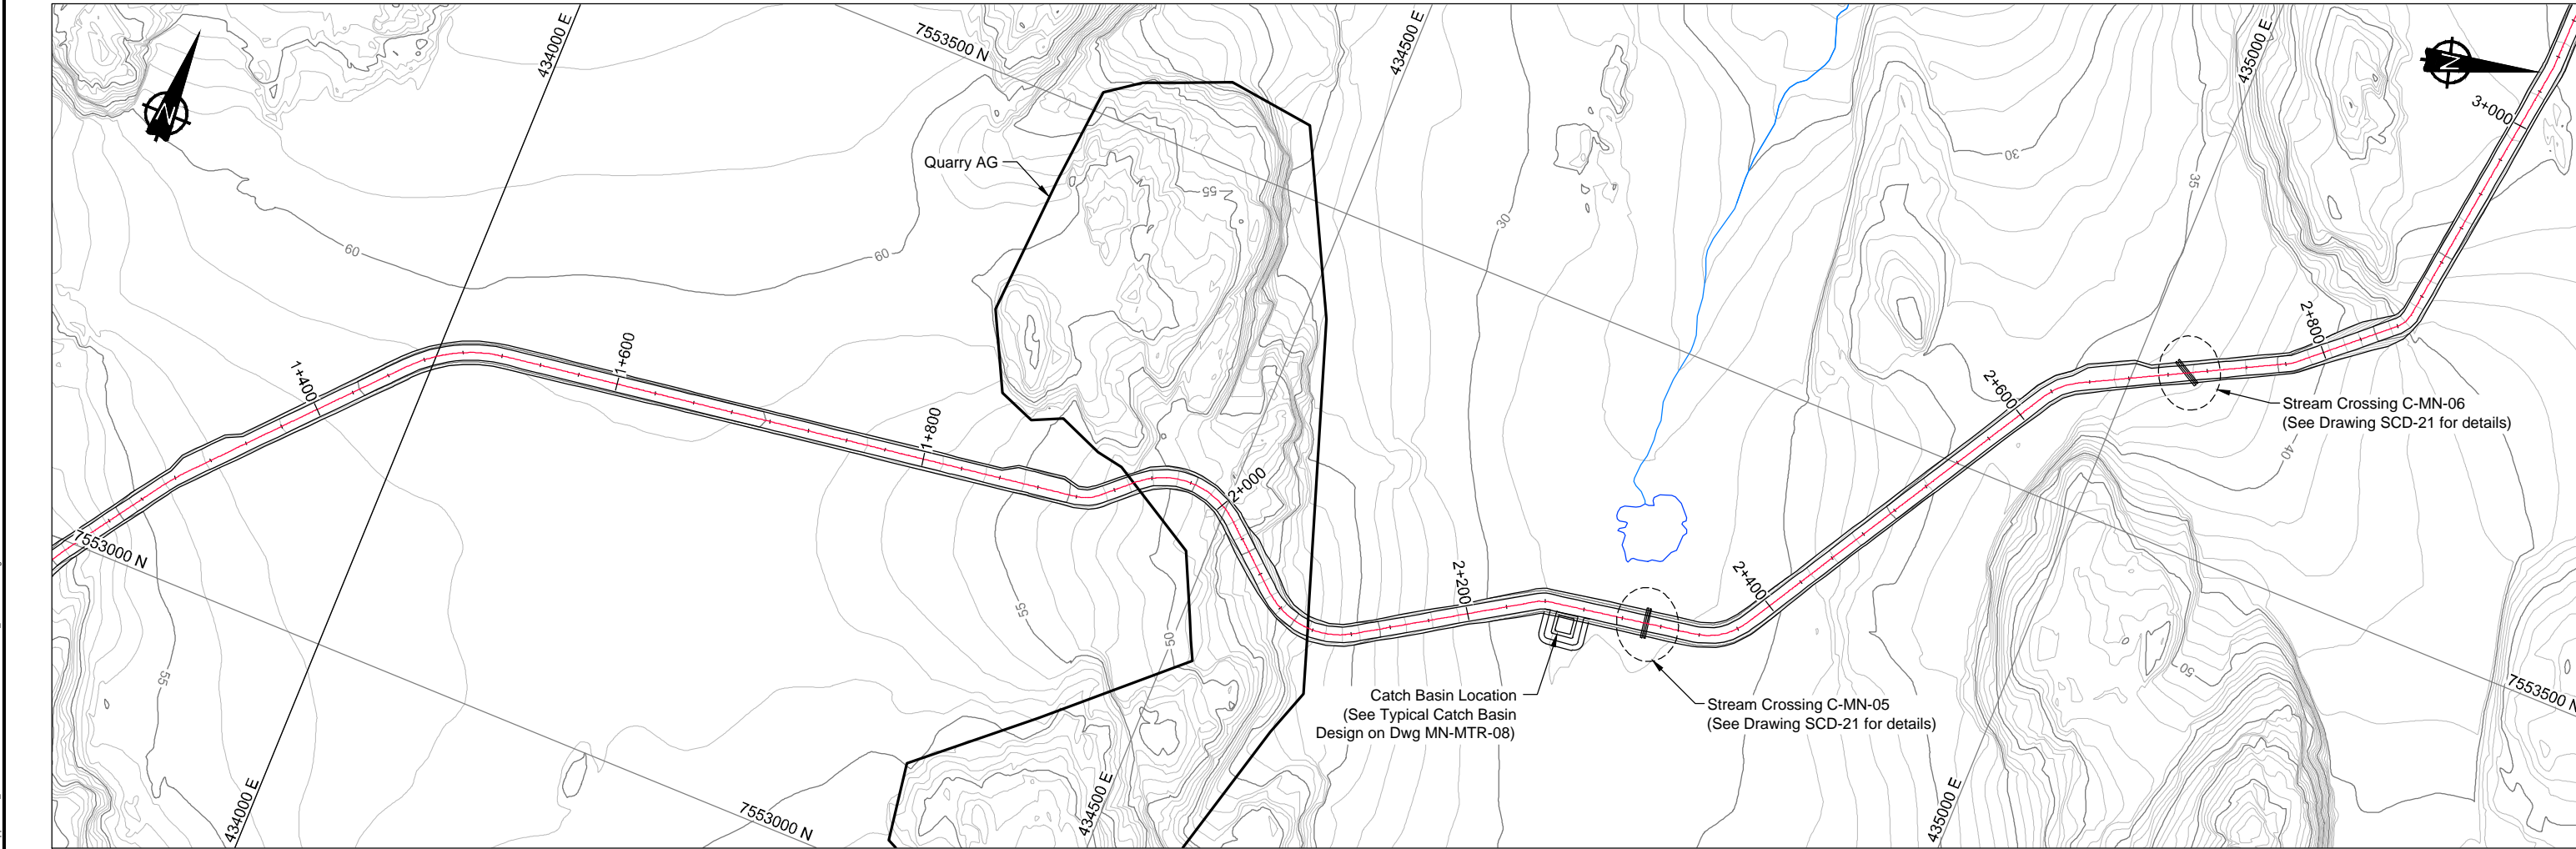 434000 E
7553500 N
434500 E
435000 E
N
N
3+000
Quarry AG
55
30
30
35
60
60
2+800
1+600
1+400
2+600
Stream Crossing C-MN-06
(See Drawing SCD-21 for details)
1+800
40
2+000
7553000 N
2+200
2+400
55
50
55
50
Catch Basin Location
(See Typical Catch Basin
Design on Dwg MN-MTR-08)
Stream Crossing C-MN-05
(See Drawing SCD-21 for details)
7553500 N
434000 E
7553000 N
434500 E
435000 E